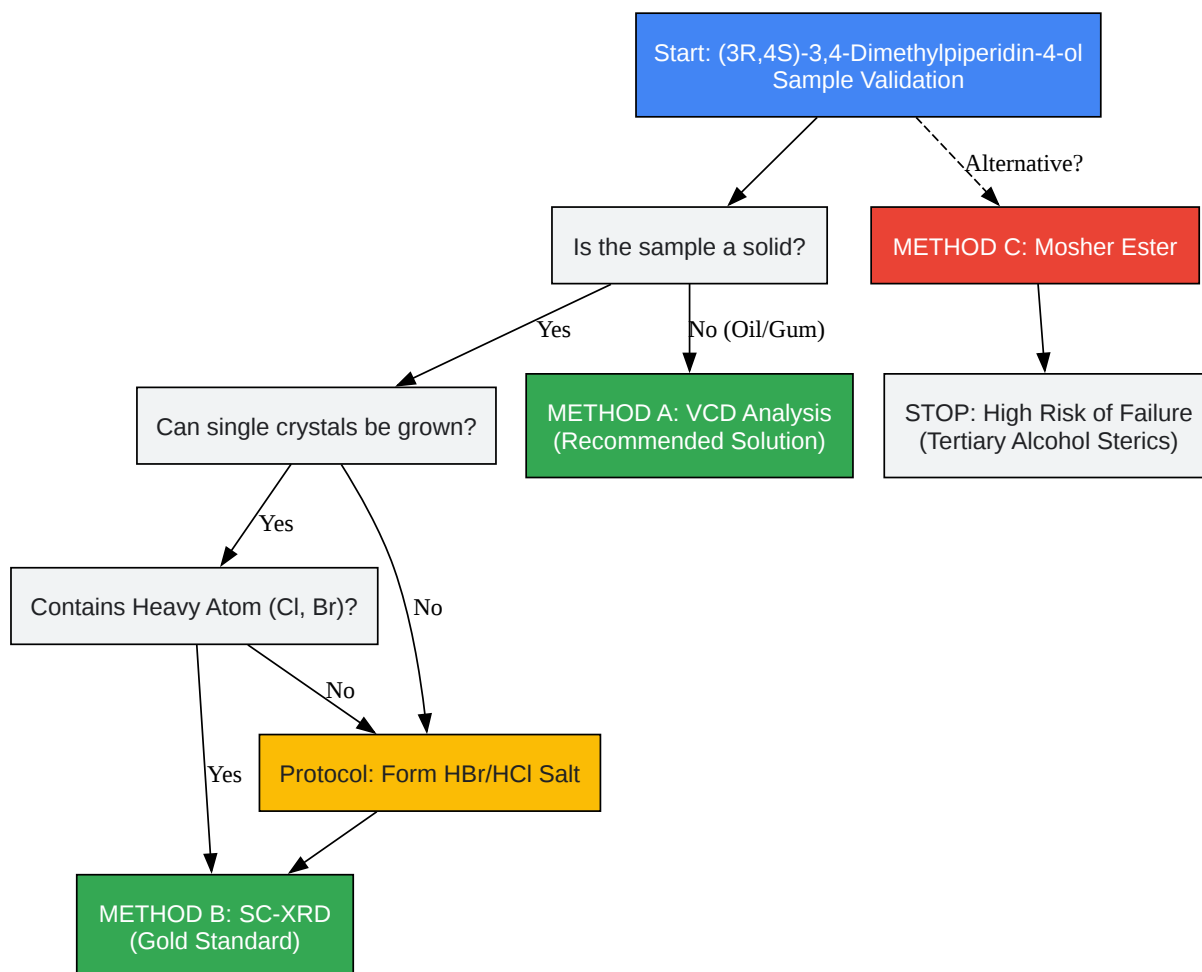 Start: (3R,4S)-3,4-Dimethylpiperidin-4-ol
Sample Validation
Alternative?
Is the sample a solid?
METHOD C: Mosher Ester
Yes
No (Oil/Gum)
Can single crystals be grown?
METHOD A: VCD Analysis
(Recommended Solution)
STOP: High Risk of Failure
(Tertiary Alcohol Sterics)
Yes
Contains Heavy Atom (Cl, Br)?
No
No
Protocol: Form HBr/HCl Salt
Yes
METHOD B: SC-XRD
(Gold Standard)